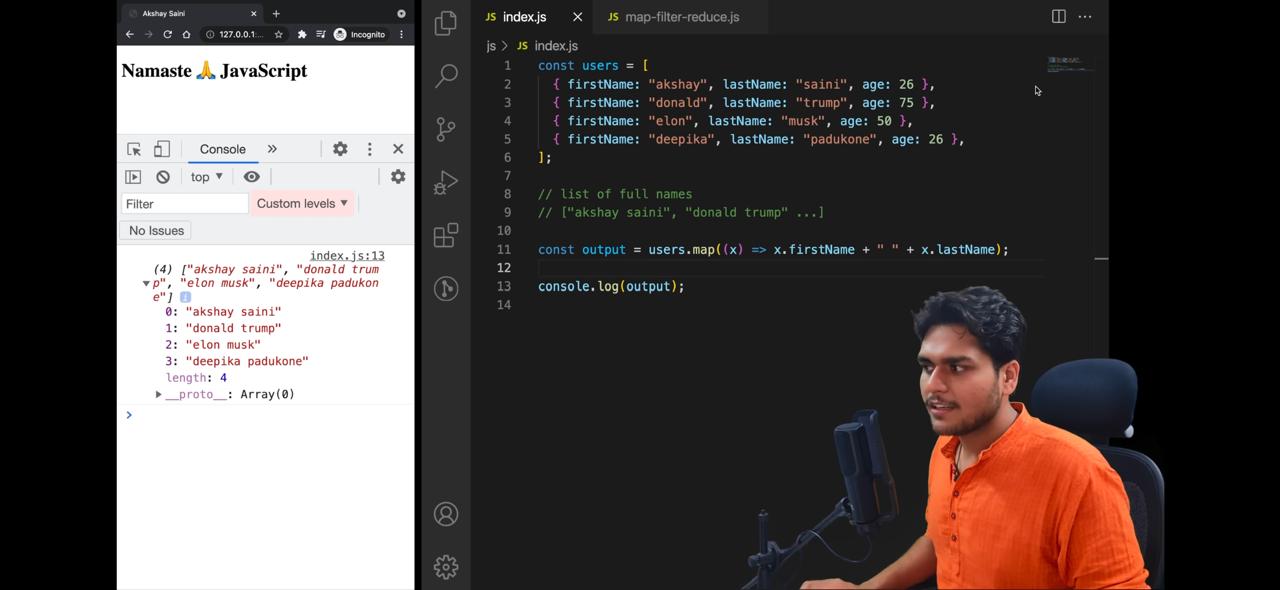 Akshay Saini
127.0.0.1:...
Incognito
Namaste 🙏 JavaScript
Console
top
Filter
Custom levels
No Issues
index.js:13
(4) ["akshay saini", "donald trum
p", "elon musk", "deepika padukon
e"]
0: "akshay saini"
1: "donald trump"
2: "elon musk"
3: "deepika padukone"
length: 4
__proto__: Array(0)
JS index.js
JS map-filter-reduce.js
js > JS index.js
1 const users = [
2 { firstName: "akshay", lastName: "saini", age: 26 },
3 { firstName: "donald", lastName: "trump", age: 75 },
4 { firstName: "elon", lastName: "musk", age: 50 },
5 { firstName: "deepika", lastName: "padukone", age: 26 },
6 ];
7
8 // list of full names
9 // ["akshay saini", "donald trump" ...]
10
11 const output = users.map((x) => x.firstName + " " + x.lastName);
12
13 console.log(output);
14